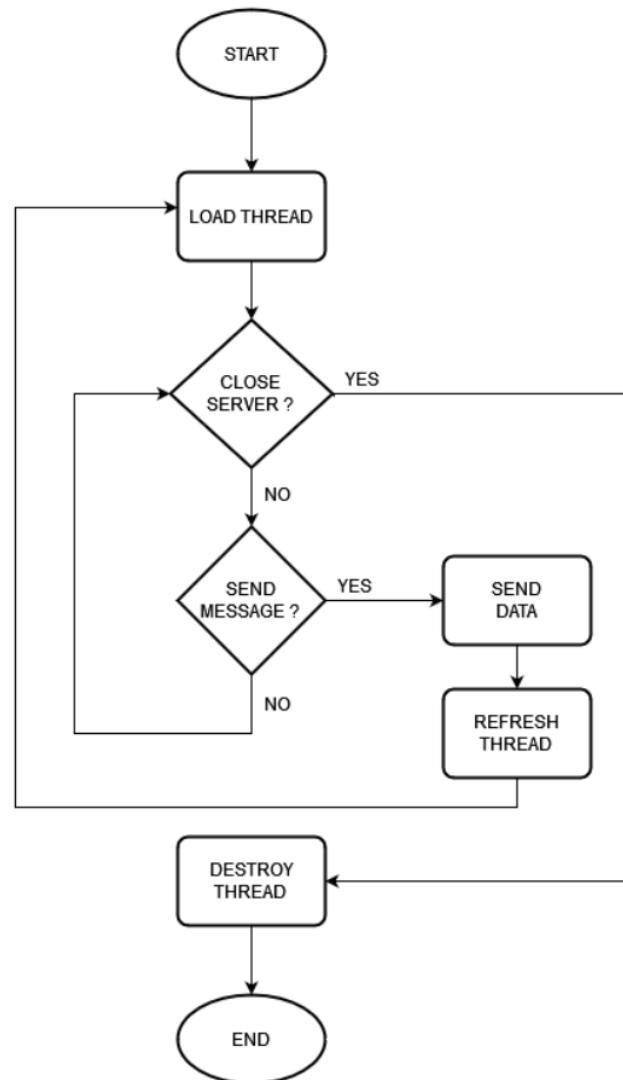 START
LOAD THREAD
CLOSE
SERVER ?
YES
NO
SEND
MESSAGE ?
YES
SEND
DATA
NO
REFRESH
THREAD
DESTROY
THREAD
END